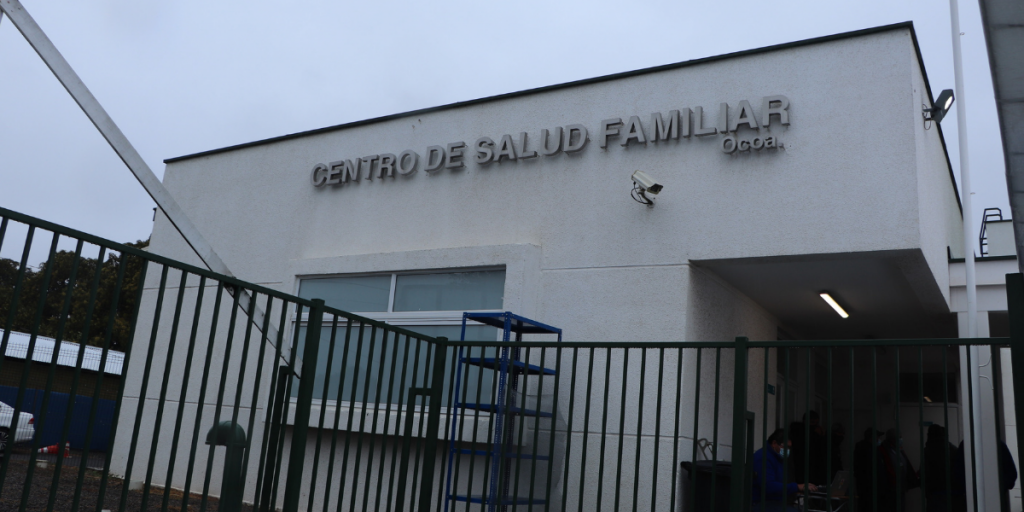 CENTRO DE SALUD FAMILIAR
Ocoa.